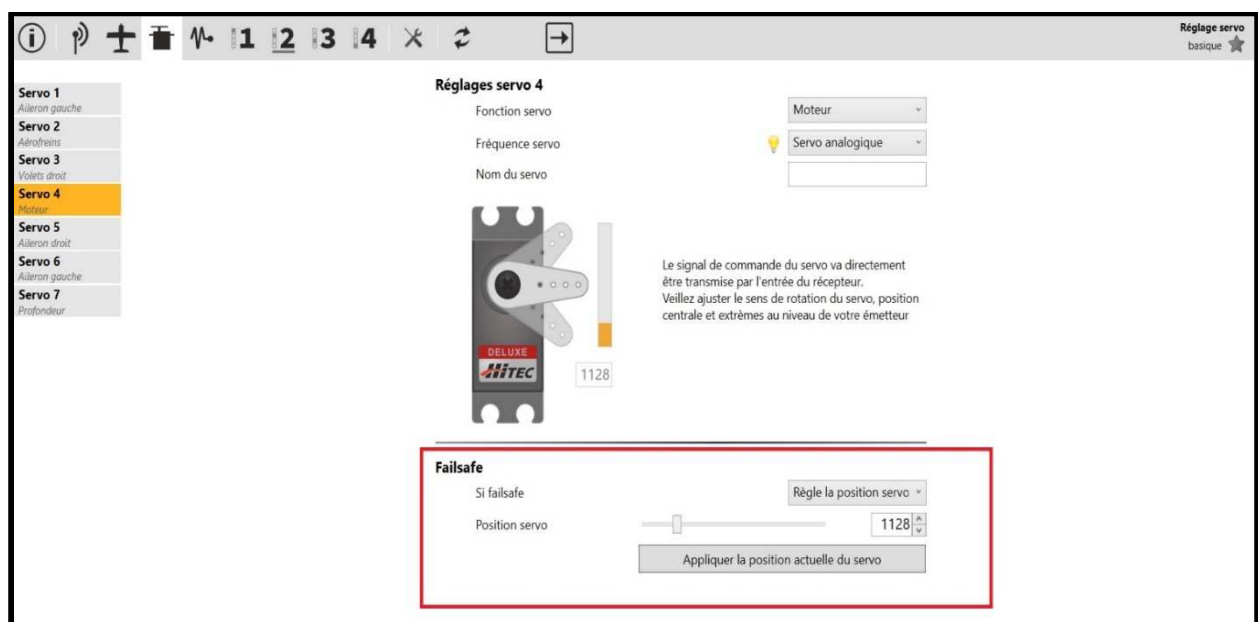 1 2 3 4
Réglage servo
basique
Servo 1
Aileron gauche
Servo 2
Aérofreins
Servo 3
Volets droit
Servo 4
Moteur
Servo 5
Aileron droit
Servo 6
Aileron gauche
Servo 7
Profondeur
Réglages servo 4
Fonction servo
Moteur
Fréquence servo
Servo analogique
Nom du servo
Le signal de commande du servo va directement
être transmise par l'entrée du récepteur.
Veillez ajuster le sens de rotation du servo, position
centrale et extrèmes au niveau de votre émetteur
DELUXE
HiTEC
1128
Failsafe
Si failsafe
Règle la position servo
Position servo
1128
Appliquer la position actuelle du servo